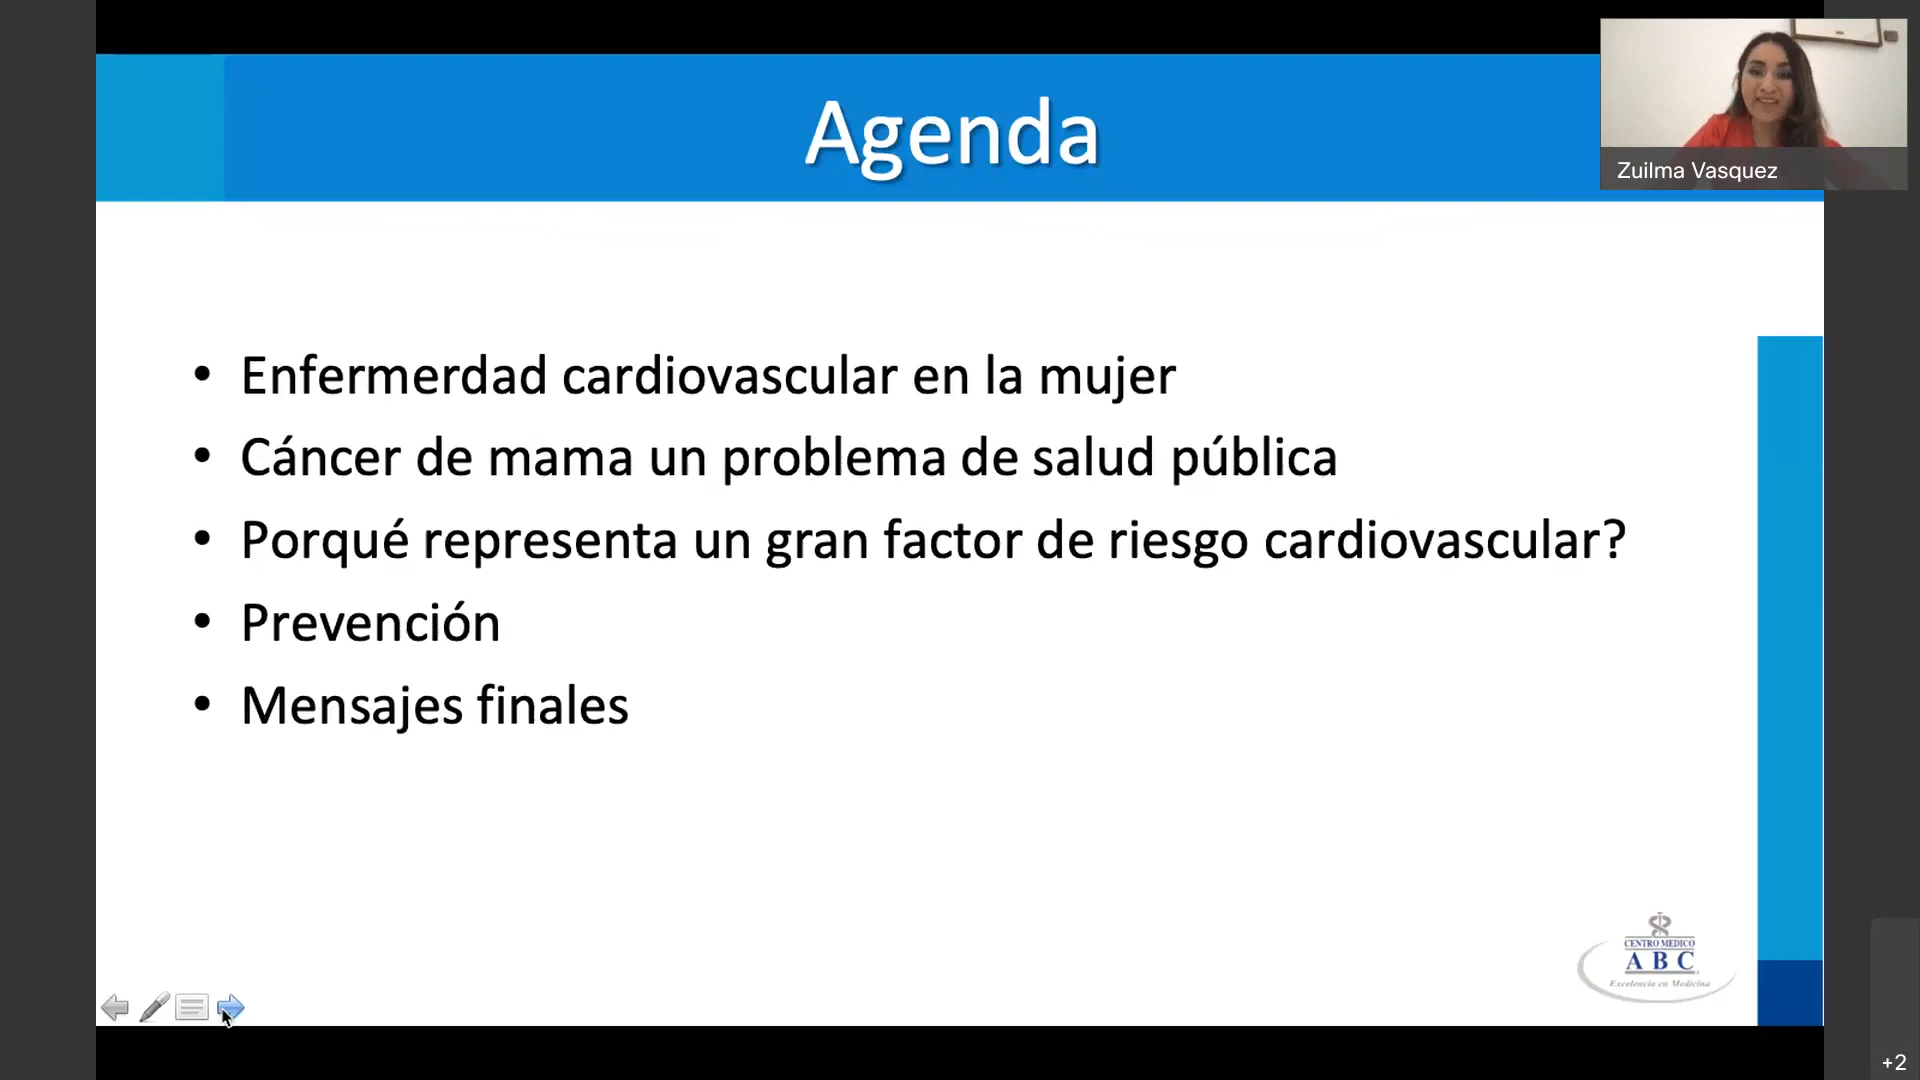 Agenda
Zuilma Vasquez
• Enfermerdad cardiovascular en la mujer
• Cáncer de mama un problema de salud pública
• Porqué representa un gran factor de riesgo cardiovascular?
• Prevención
• Mensajes finales
CENTRO MEDICO
ABC
Excelencia en Medicina
+2